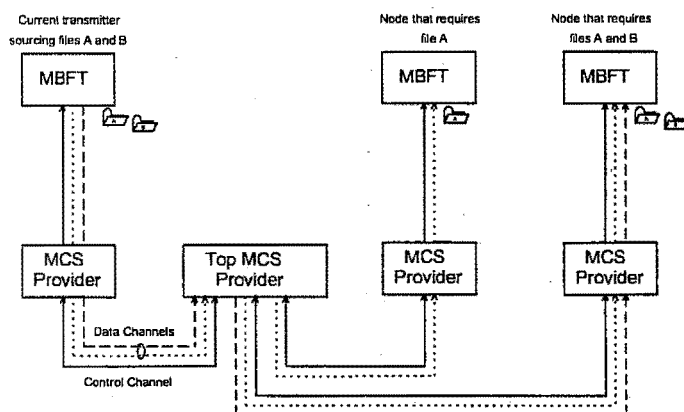 Current transmitter
sourcing files A and B
Node that requires
file A
Node that requires
files A and B
MBFT
MBFT
MBFT
A
A
MCS
Provider
Top MCS
Provider
MCS
Provider
MCS
Provider
Data Channels
Control Channel